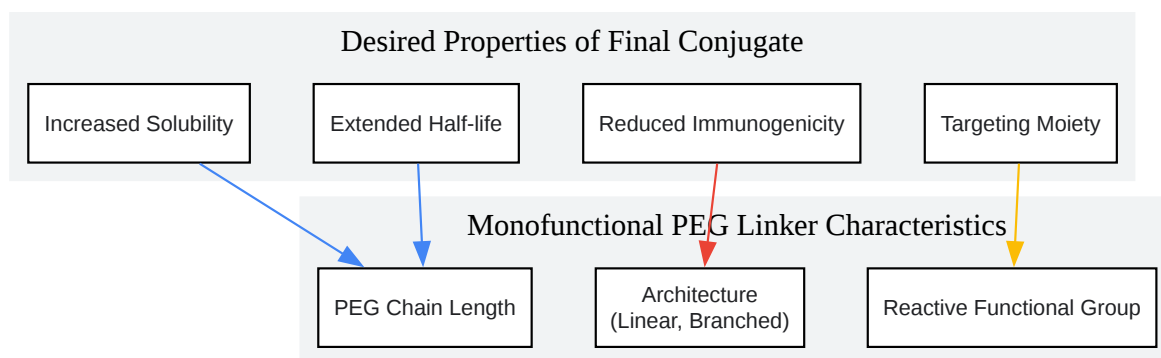 Desired Properties of Final Conjugate
Increased Solubility
Extended Half-life
Reduced Immunogenicity
Targeting Moiety
Monofunctional PEG Linker Characteristics
PEG Chain Length
Architecture
(Linear, Branched)
Reactive Functional Group